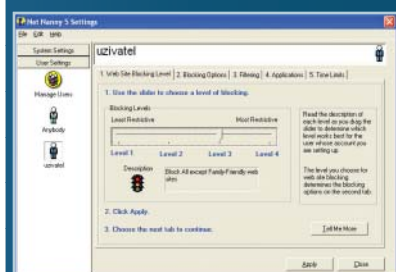 Net Nanny 5 Settings
File Edit Help
System Settings
User Settings
Manage Users
Anybody
uzivatel
uzivatel
1. Web Site Blocking Level 2. Blocking Options 3. Filtering 4. Applications 5. Time Limits
1. Use the slider to choose a level of blocking.
Blocking Levels
Least Restrictive Most Restrictive
Level 1 Level 2 Level 3 Level 4
Description
Block All except Family-Friendly web
sites
Read the description of
each level as you drag the
slider to determine which
level works best for the
user whose account you
are setting up.
The level you choose for
web site blocking
determines the blocking
options on the second tab.
2. Click Apply.
3. Choose the next tab to continue.
Tell Me More
Apply Close